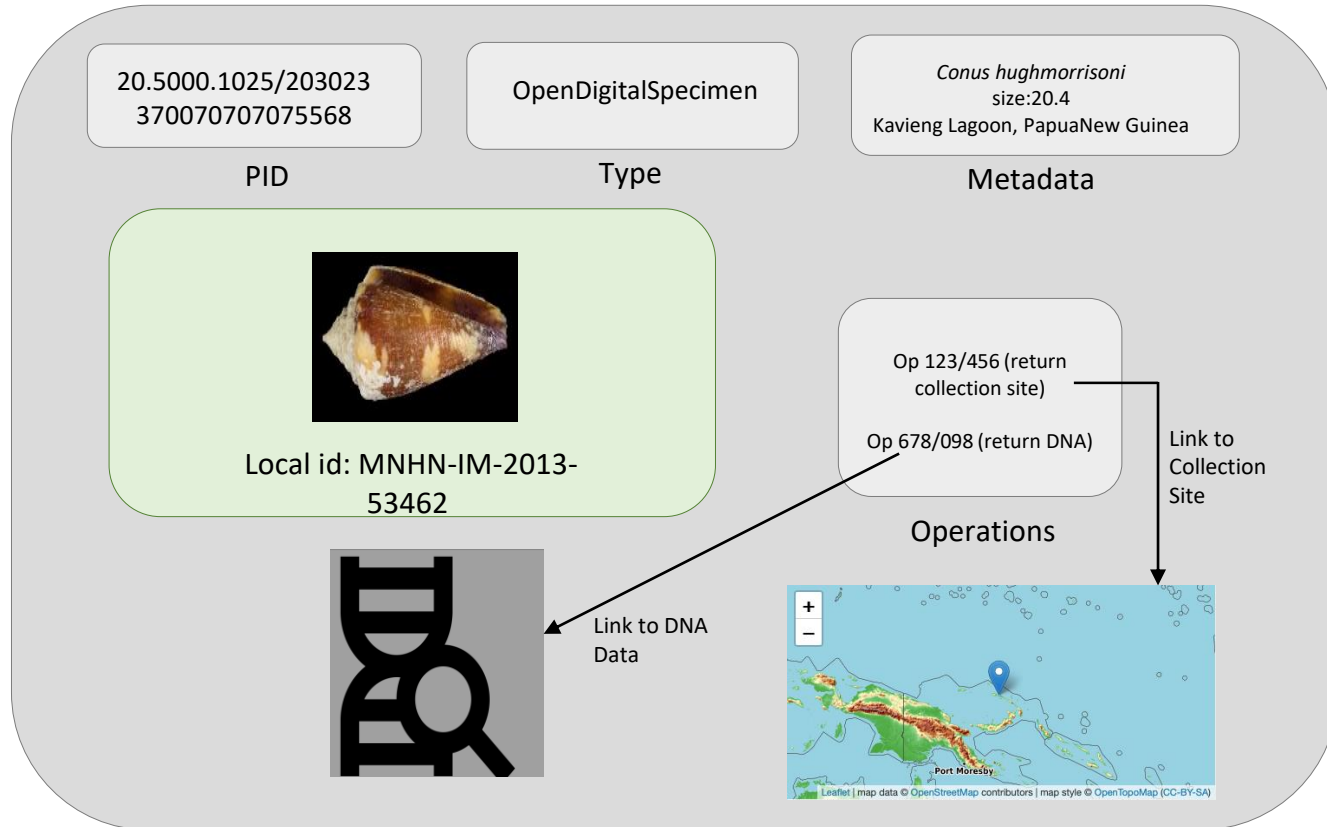 20.5000.1025/203023
370070707075568
PID
OpenDigitalSpecimen
Type
Conus hughmorrisoni
size:20.4
Kavieng Lagoon, PapuaNew Guinea
Metadata
Local id: MNHN-IM-2013-
53462
Op 123/456 (return
collection site)
Op 678/098 (return DNA)
Operations
Link to
Collection
Site
Link to DNA
Data
+
−
Port Moresby
Leaflet | map data © OpenStreetMap contributors | map style © OpenTopoMap (CC-BY-SA)